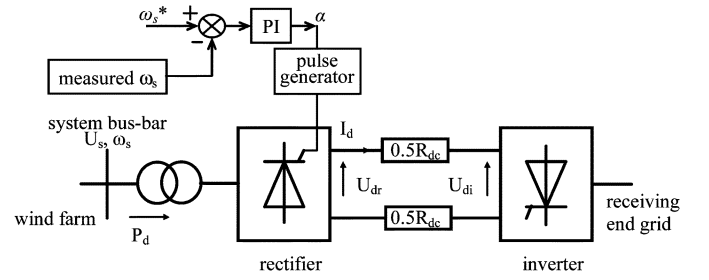 ωs* + PI α
−
measured ωs
pulse
generator
system bus-bar
Us, ωs
Id
0.5Rdc
Udr
Udi
wind farm
Pd
0.5Rdc
receiving
end grid
rectifier
inverter